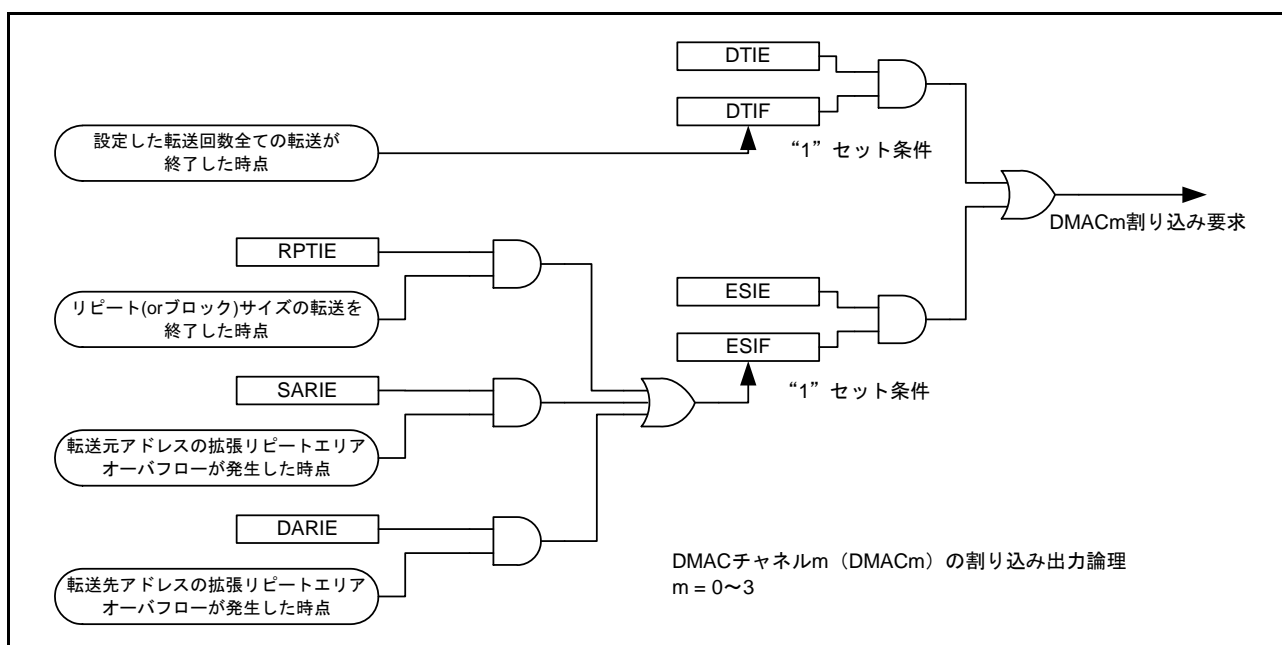 DTIE
DTIF
設定した転送回数全ての転送が
終了した時点
“1”セット条件
DMACm割り込み要求
RPTIE
リピート(orブロック)サイズの転送を
終了した時点
ESIE
ESIF
“1”セット条件
SARIE
転送元アドレスの拡張リピートエリア
オーバフローが発生した時点
DARIE
転送先アドレスの拡張リピートエリア
オーバフローが発生した時点
DMACチャネルm（DMACm）の割り込み出力論理
m = 0～3